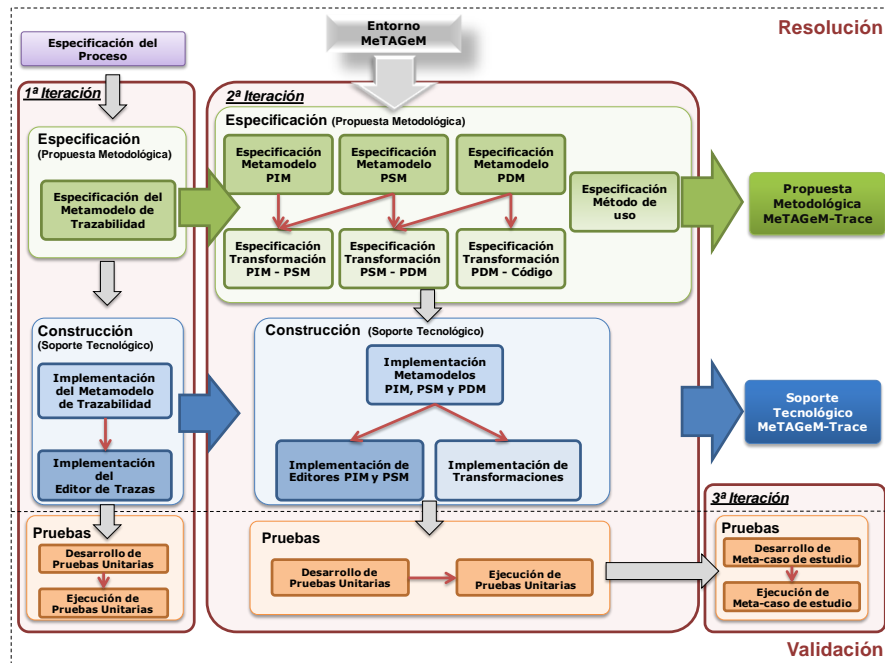 Resolución
Especificación del
Proceso
Entorno
MeTAGeM
1ª Iteración
Especificación
(Propuesta Metodológica)
Especificación del
Metamodelo de
Trazabilidad
Construcción
(Soporte Tecnológico)
Implementación
del Metamodelo
de Trazabilidad
Implementación
del
Editor de Trazas
Pruebas
Desarrollo de
Pruebas Unitarias
Ejecución de
Pruebas Unitarias
2ª Iteración
Especificación (Propuesta Metodológica)
Especificación
Metamodelo
PIM
Especificación
Metamodelo
PSM
Especificación
Metamodelo
PDM
Especificación
Método de
uso
Especificación
Transformación
PIM - PSM
Especificación
Transformación
PSM - PDM
Especificación
Transformación
PDM - Código
Construcción (Soporte Tecnológico)
Implementación
Metamodelos
PIM, PSM y PDM
Implementación de
Editores PIM y PSM
Implementación de
Transformaciones
Pruebas
Desarrollo de
Pruebas Unitarias
Ejecución de
Pruebas Unitarias
Propuesta
Metodológica
MeTAGeM-Trace
Soporte
Tecnológico
MeTAGeM-Trace
3ª Iteración
Pruebas
Desarrollo de
Meta-caso de estudio
Ejecución de
Meta-caso de estudio
Validación